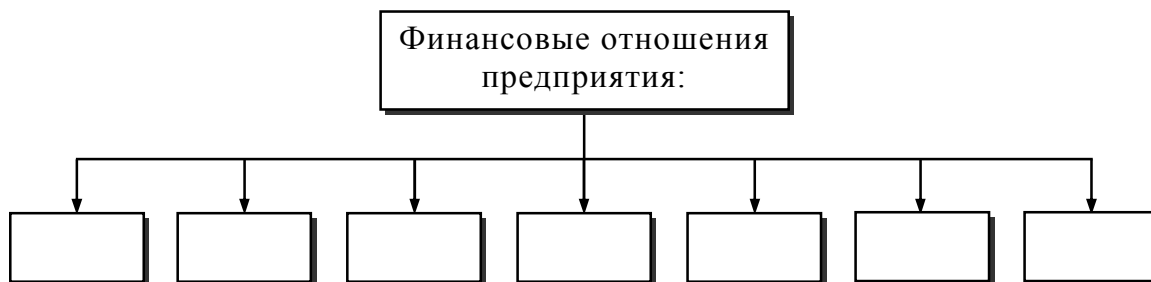 Финансовые отношения
предприятия: